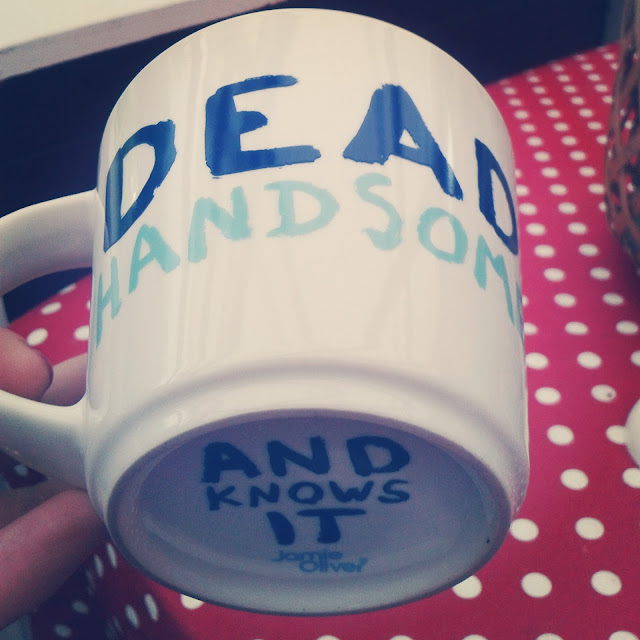 DEAD
HANDSOM
AND
KNOWS
IT
Jamie
Oliver